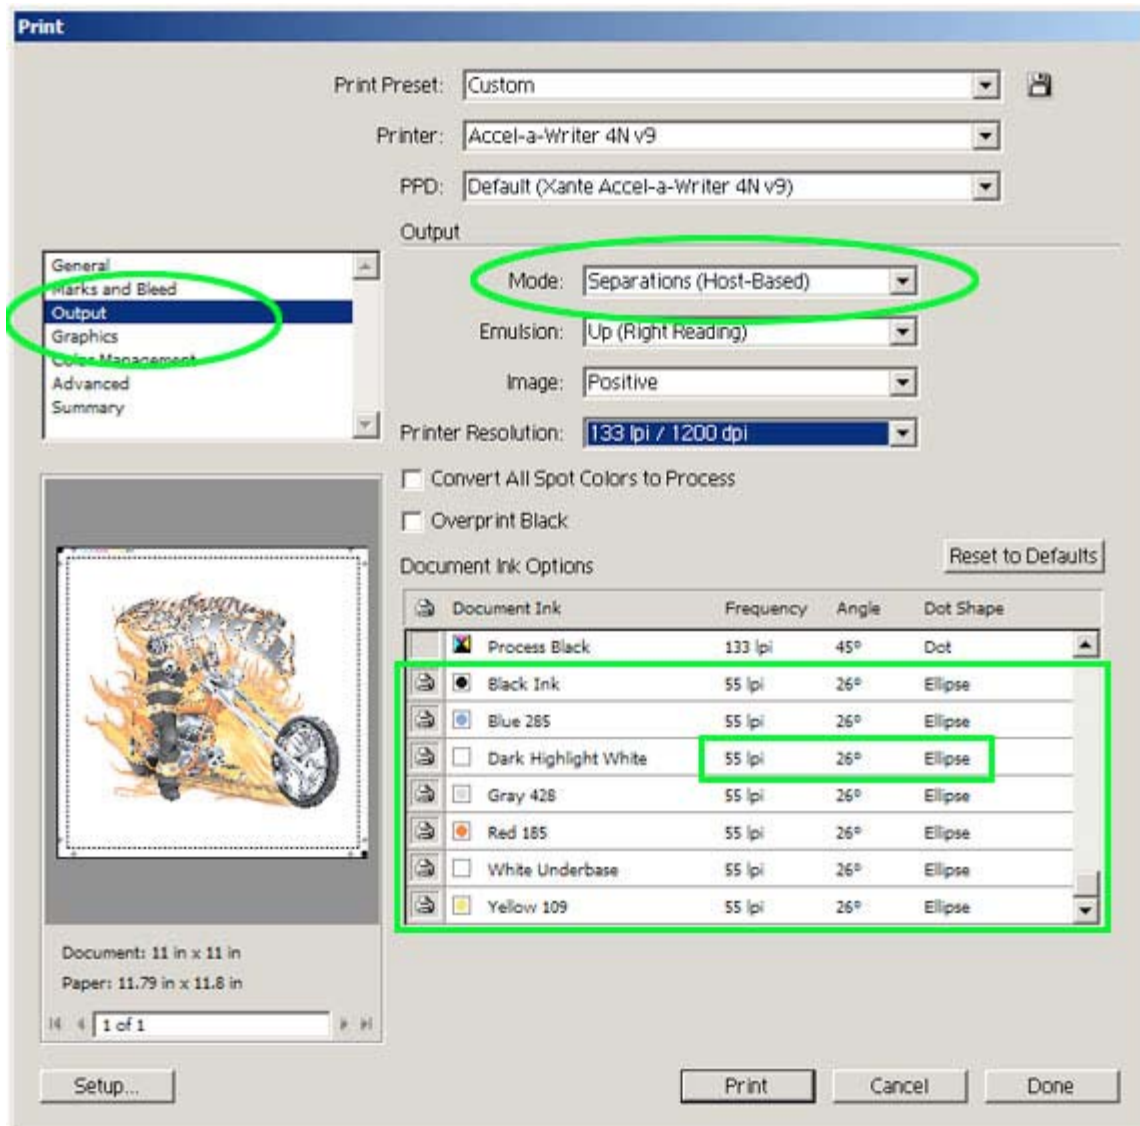 Print
Print Preset: Custom
Printer: Accel-a-Writer 4N v9
PPD: Default (Xante Accel-a-Writer 4N v9)
Output
General
Marks and Bleed
Output
Graphics
Color Management
Advanced
Summary
Mode: Separations (Host-Based)
Emulsion: Up (Right Reading)
Image: Positive
Printer Resolution: 133 lpi / 1200 dpi
Convert All Spot Colors to Process
Overprint Black
Document Ink Options
Reset to Defaults
Document Ink Frequency Angle Dot Shape
Process Black 133 lpi 45° Dot
Black Ink 55 lpi 26° Ellipse
Blue 285 55 lpi 26° Ellipse
Dark Highlight White 55 lpi 26° Ellipse
Gray 428 55 lpi 26° Ellipse
Red 185 55 lpi 26° Ellipse
White Underbase 55 lpi 26° Ellipse
Yellow 109 55 lpi 26° Ellipse
Document: 11 in x 11 in
Paper: 11.79 in x 11.8 in
1 of 1
Setup...
Print
Cancel
Done